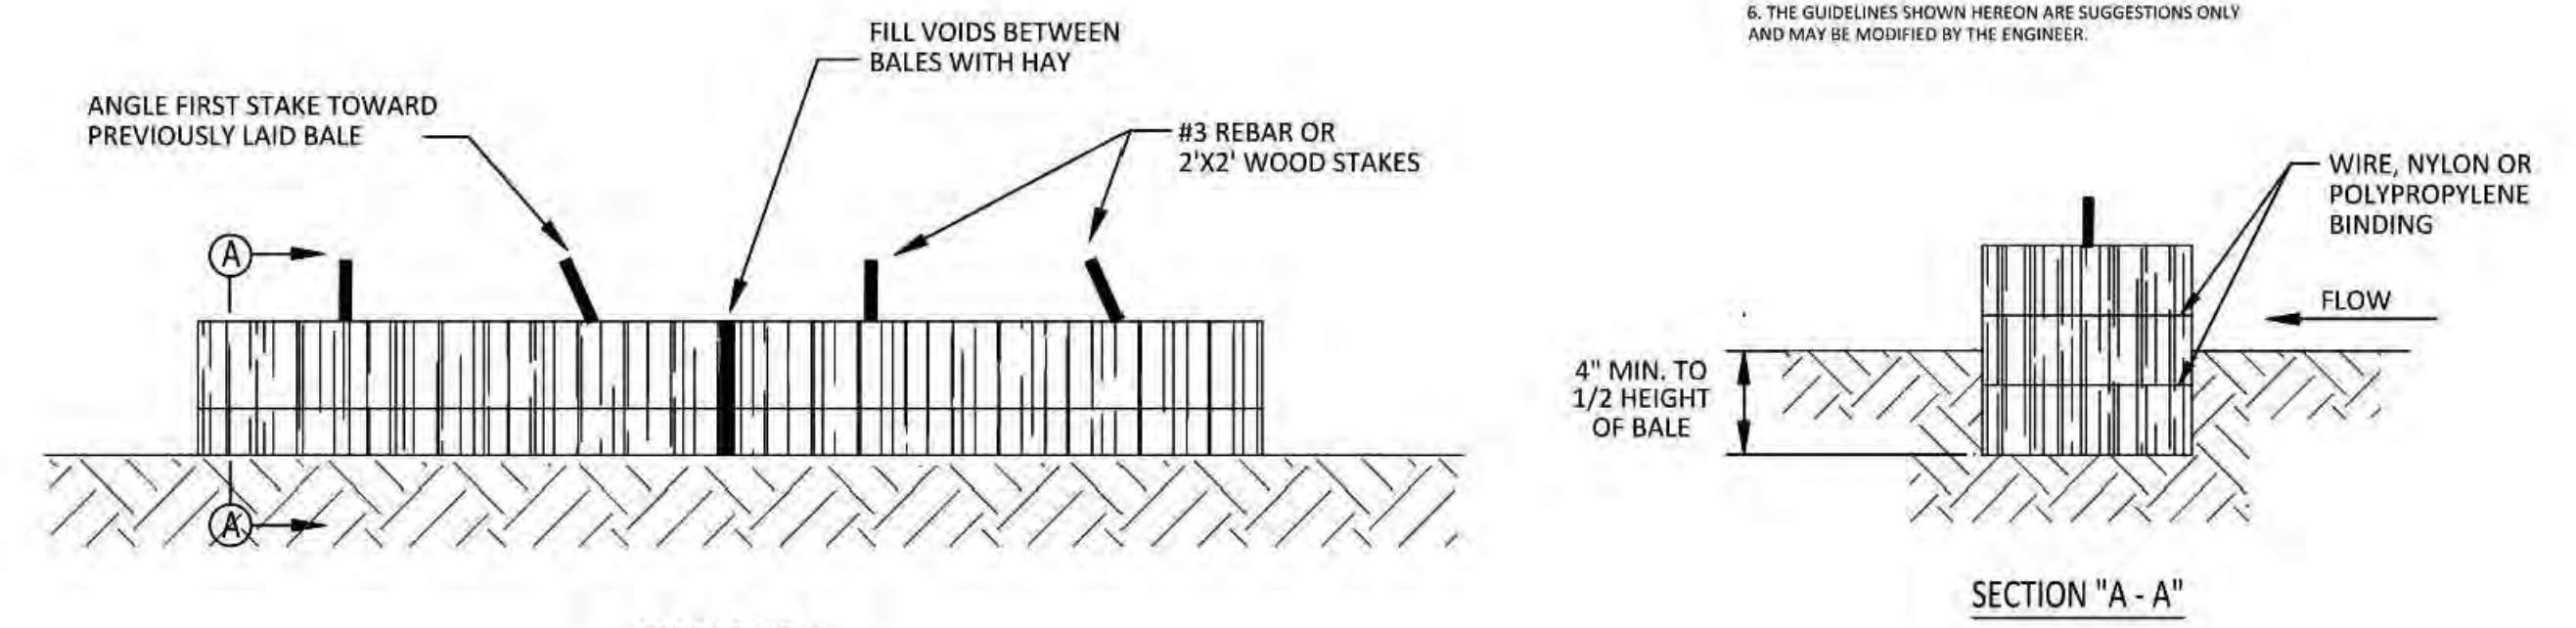 6. THE GUIDELINES SHOWN HEREON ARE SUGGESTIONS ONLY
AND MAY BE MODIFIED BY THE ENGINEER.
FILL VOIDS BETWEEN
BALES WITH HAY
ANGLE FIRST STAKE TOWARD
PREVIOUSLY LAID BALE
#3 REBAR OR
2'X2' WOOD STAKES
A
A
WIRE, NYLON OR
POLYPROPYLENE
BINDING
FLOW
4" MIN. TO
1/2 HEIGHT
OF BALE
SECTION "A - A"